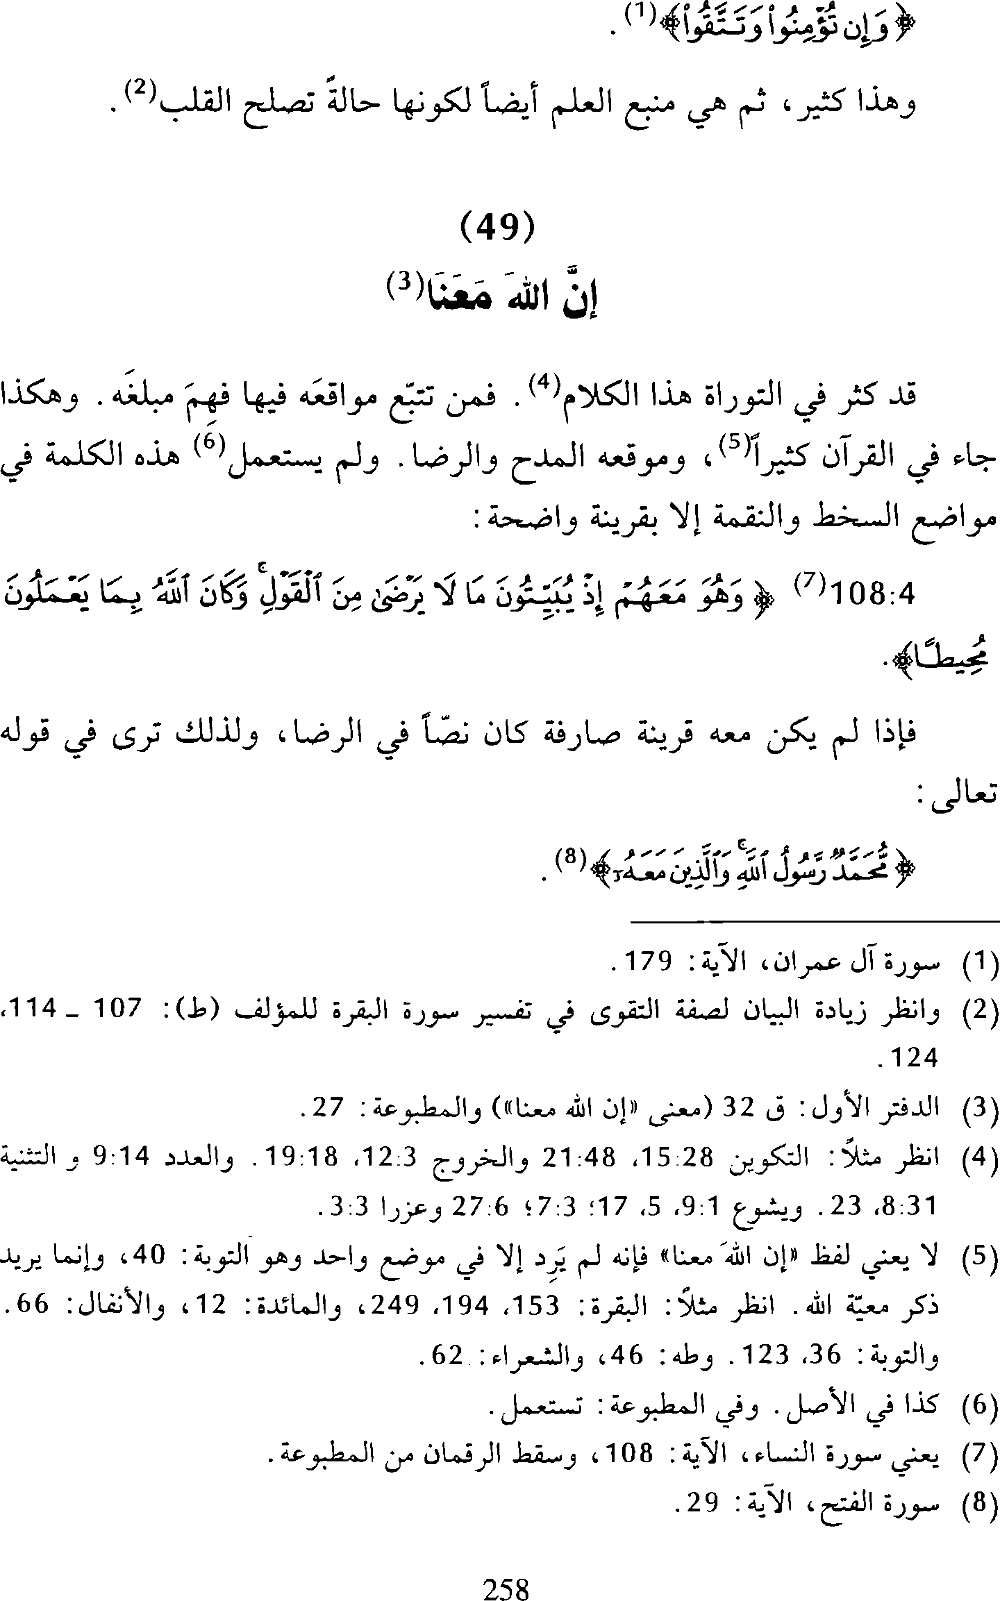 ﴿وَإِن تُؤْمِنُوا۟ وَتَتَّقُوا۟﴾(1).
وهذا كثير، ثم هي منبع العلم أيضاً لكونها حالةً تصلح القلب(2).
(49)
إنَّ اللهَ مَعَنَا(3)
قد كثر في التوراة هذا الكلام(4). فمن تتبّع مواقعَه فيها فهِمَ مبلغَه. وهكذا
جاء في القرآن كثيراً(5)، وموقعه المدح والرضا. ولم يستعمل(6) هذه الكلمة في
مواضع السخط والنقمة إلا بقرينة واضحة:
108:4(7) ﴿وَهُوَ مَعَهُمْ إِذْ يُبَيِّتُونَ مَا لَا يَرْضَىٰ مِنَ ٱلْقَوْلِ ۚ وَكَانَ ٱللَّهُ بِمَا يَعْمَلُونَ
مُحِيطًا﴾.
فإذا لم يكن معه قرينة صارفة كان نصّاً في الرضا، ولذلك ترى في قوله
تعالى:
﴿مُّحَمَّدٌ رَّسُولُ ٱللَّهِ ۚ وَٱلَّذِينَ مَعَهُۥ﴾(8).
(1) سورة آل عمران، الآية: 179.
(2) وانظر زيادة البيان لصفة التقوى في تفسير سورة البقرة للمؤلف (ط): 107 ـ 114،
124.
(3) الدفتر الأول: ق 32 (معنى «إن الله معنا») والمطبوعة: 27.
(4) انظر مثلاً: التكوين 15:28، 21:48 والخروج 12:3، 19:18. والعدد 9:14 و التثنية
8:31، 23. ويشوع 9:1، 5، 17؛ 7:3؛ 27:6 وعزرا 3:3.
(5) لا يعني لفظ «إن اللهَ معنا» فإنه لم يَرِد إلا في موضع واحد وهو التوبة: 40، وإنما يريد
ذكر معيّة الله. انظر مثلاً: البقرة: 153، 194، 249، والمائدة: 12، والأنفال: 66.
والتوبة: 36، 123. وطه: 46، والشعراء: 62.
(6) كذا في الأصل. وفي المطبوعة: تستعمل.
(7) يعني سورة النساء، الآية: 108، وسقط الرقمان من المطبوعة.
(8) سورة الفتح، الآية: 29.
258